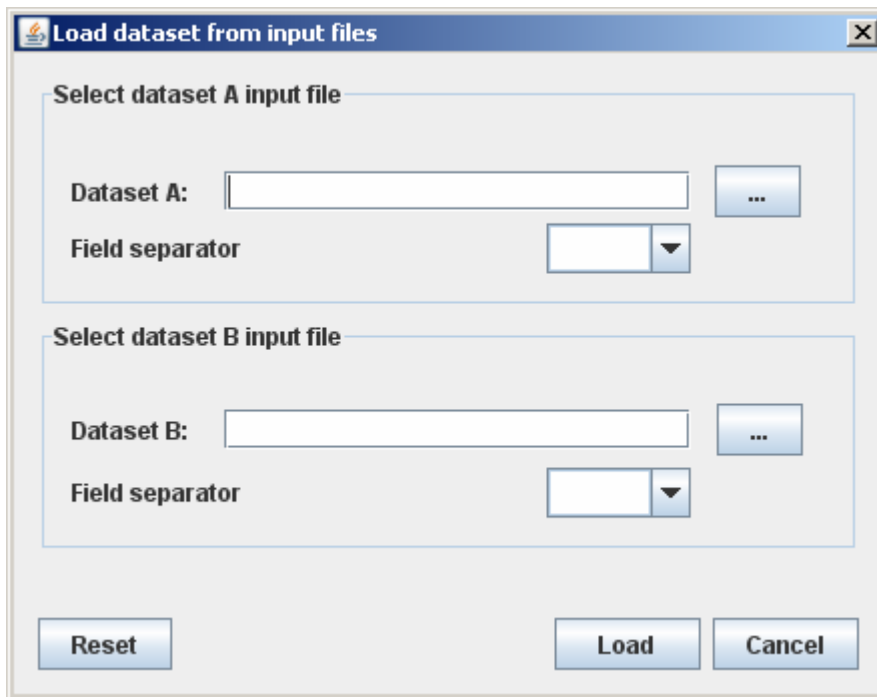 Load dataset from input files
Select dataset A input file
Dataset A:
...
Field separator
Select dataset B input file
Dataset B:
...
Field separator
Reset
Load
Cancel